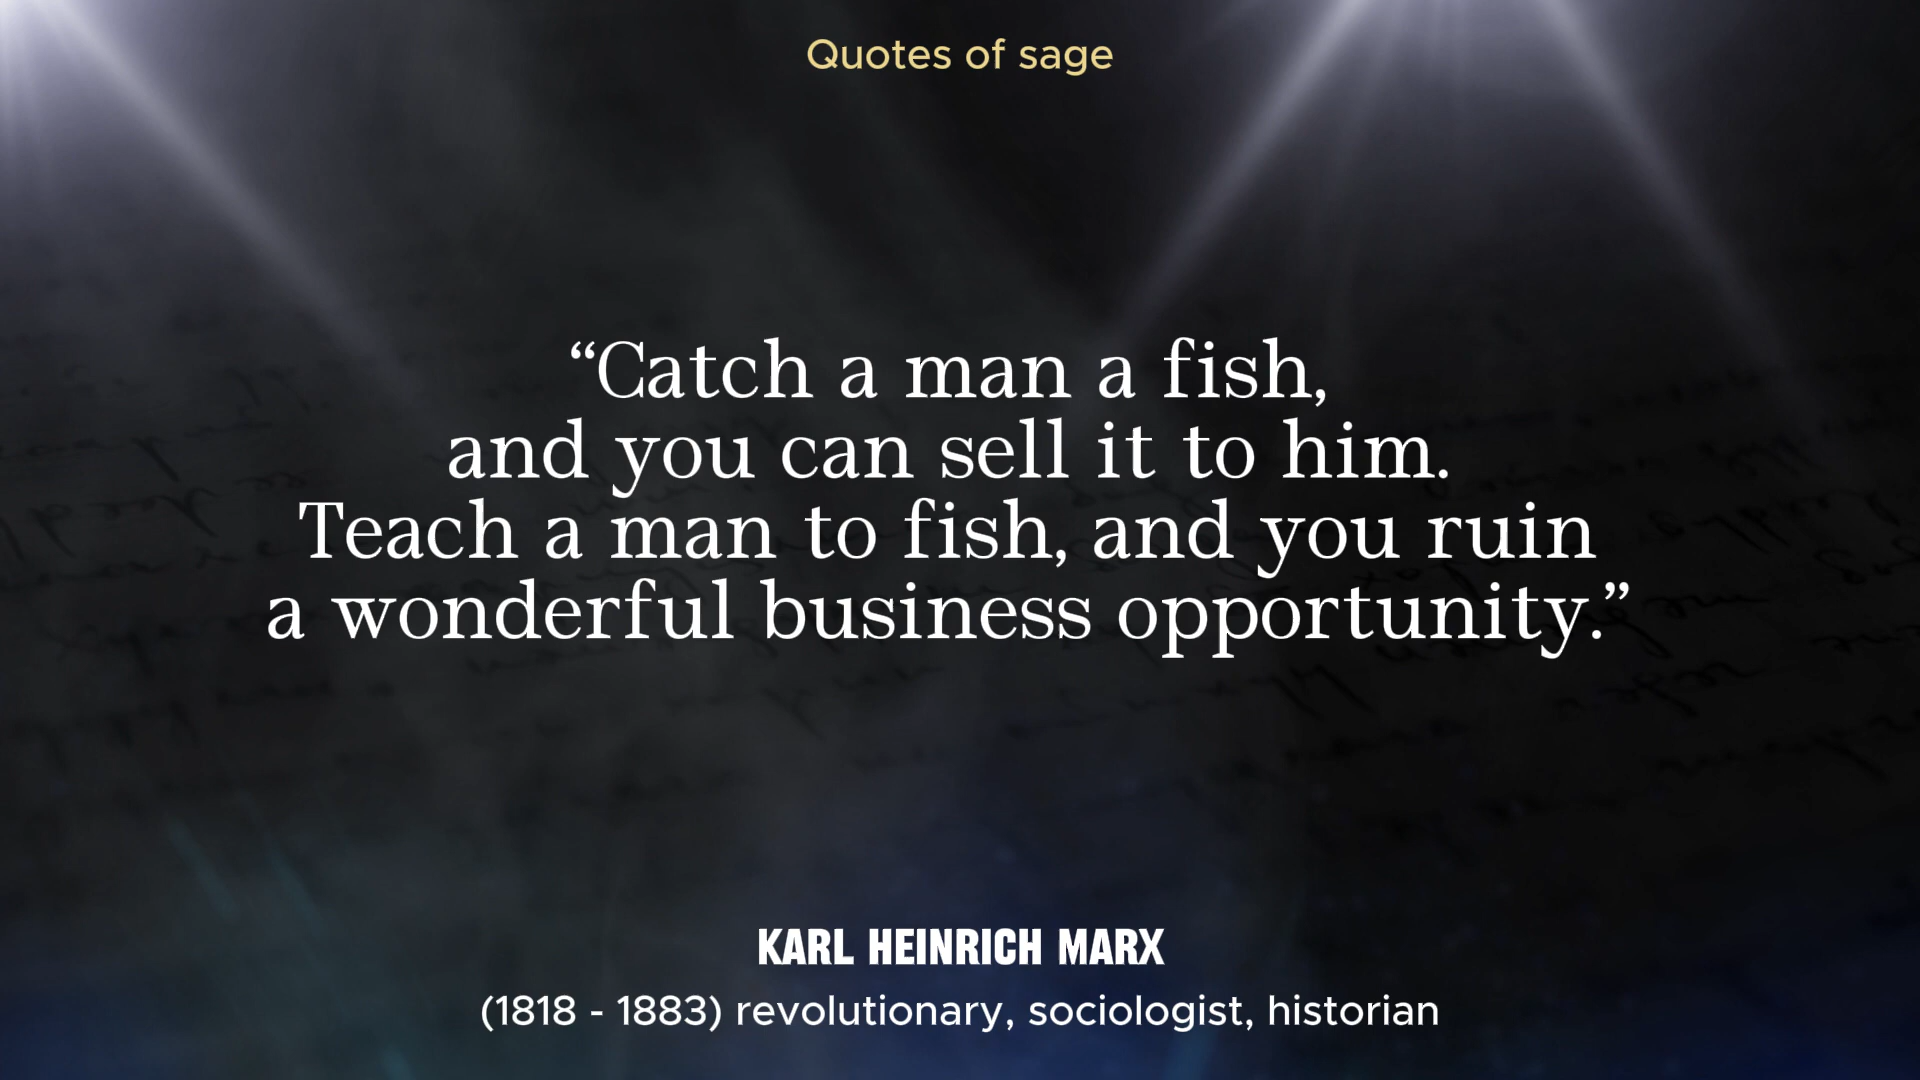 Quotes of sage
“Catch a man a fish,
and you can sell it to him.
Teach a man to fish, and you ruin
a wonderful business opportunity.”
KARL HEINRICH MARX
(1818 - 1883) revolutionary, sociologist, historian